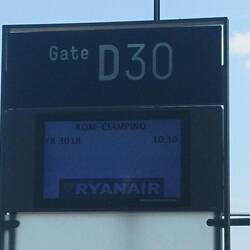 Gate D30
ROM-CIAMPINO
FR 3018 10:30
RYANAIR